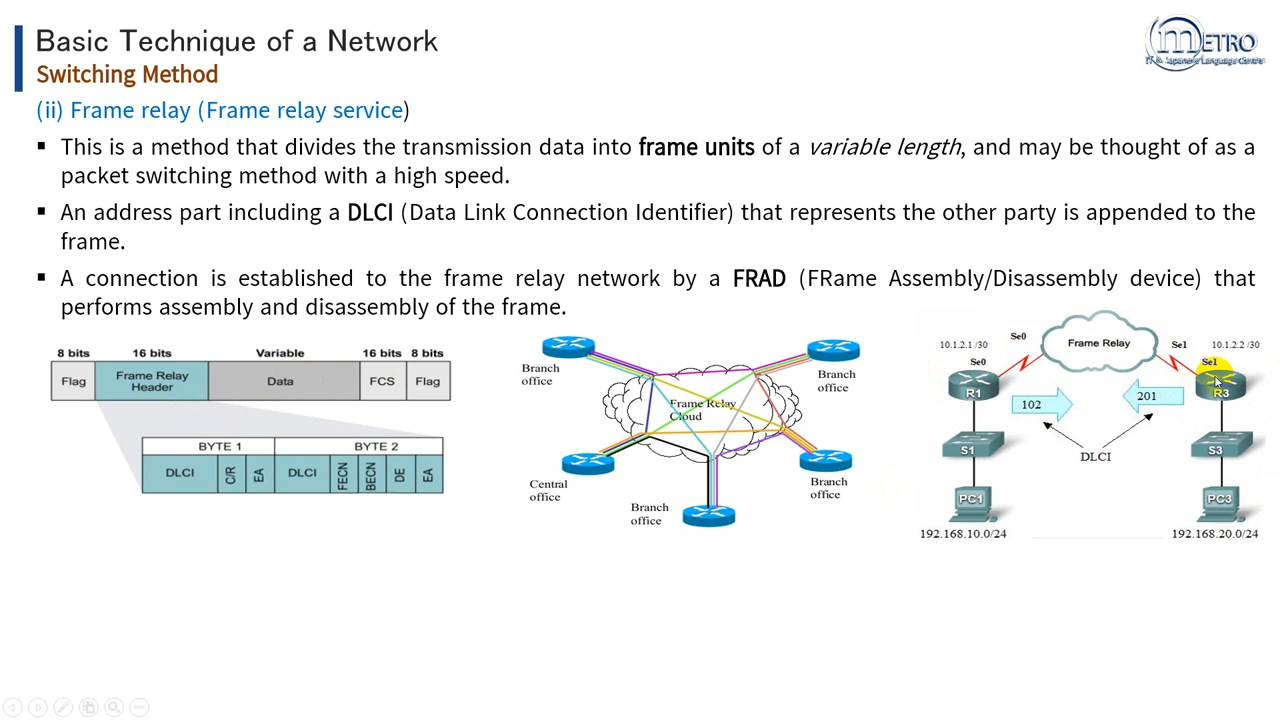 Basic Technique of a Network
METRO
IT & Japanese Language Centre
Switching Method
(ii) Frame relay (Frame relay service)
▪ This is a method that divides the transmission data into frame units of a variable length, and may be thought of as a
packet switching method with a high speed.
▪ An address part including a DLCI (Data Link Connection Identifier) that represents the other party is appended to the
frame.
▪ A connection is established to the frame relay network by a FRAD (FRame Assembly/Disassembly device) that
performs assembly and disassembly of the frame.
8 bits 16 bits Variable 16 bits 8 bits
Flag Frame Relay Header Data FCS Flag
BYTE 1 BYTE 2
DLCI C/R EA DLCI FECN BECN DE EA
Branch
office
Branch
office
Frame Relay
Cloud
Central
office
Branch
office
Branch
office
Frame Relay
10.1.2.1 /30 Se0 Se1 10.1.2.2 /30
Se0 Se1
R1 R3
102 201
S1 S3
DLCI
PC1 PC3
192.168.10.0/24 192.168.20.0/24